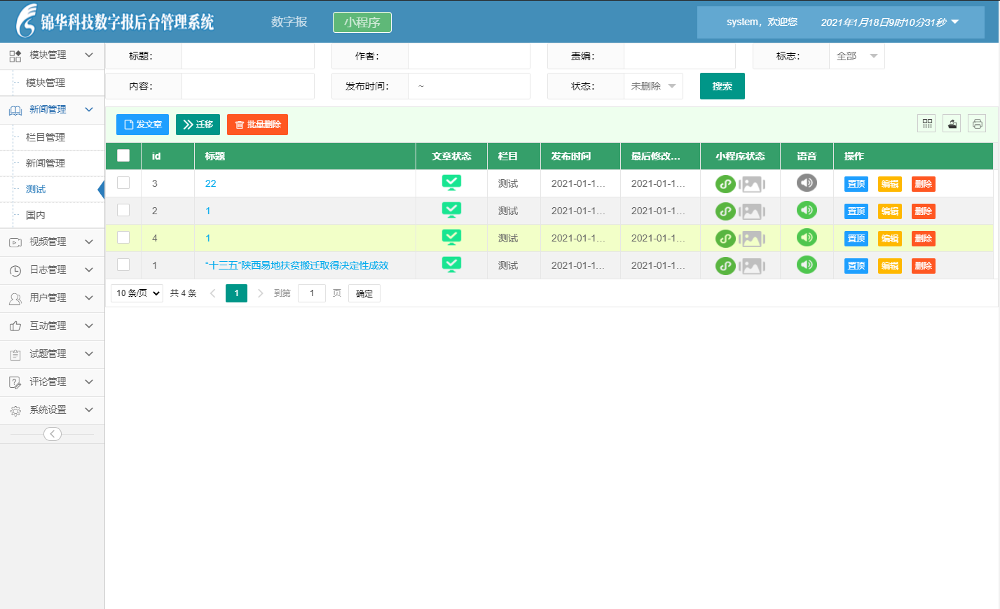 锦华科技数字报后台管理系统 数字报 小程序 system，欢迎您 2021年1月18日9时10分31秒
模块管理
模块管理
新闻管理
栏目管理
新闻管理
测试
国内
视频管理
日志管理
用户管理
互动管理
试题管理
评论管理
系统设置
标题： 作者： 责编： 标志： 全部
内容： 发布时间： ~ 状态： 未删除 搜索
发文章 迁移 批量删除
id 标题 文章状态 栏目 发布时间 最后修改... 小程序状态 语音 操作
3 22 测试 2021-01-1... 2021-01-1... 置顶 编辑 删除
2 1 测试 2021-01-1... 2021-01-1... 置顶 编辑 删除
4 1 测试 2021-01-1... 2021-01-1... 置顶 编辑 删除
1 “十三五”陕西易地扶贫搬迁取得决定性成效 测试 2021-01-1... 2021-01-1... 置顶 编辑 删除
10 条/页 共 4 条 1 到第 1 页 确定